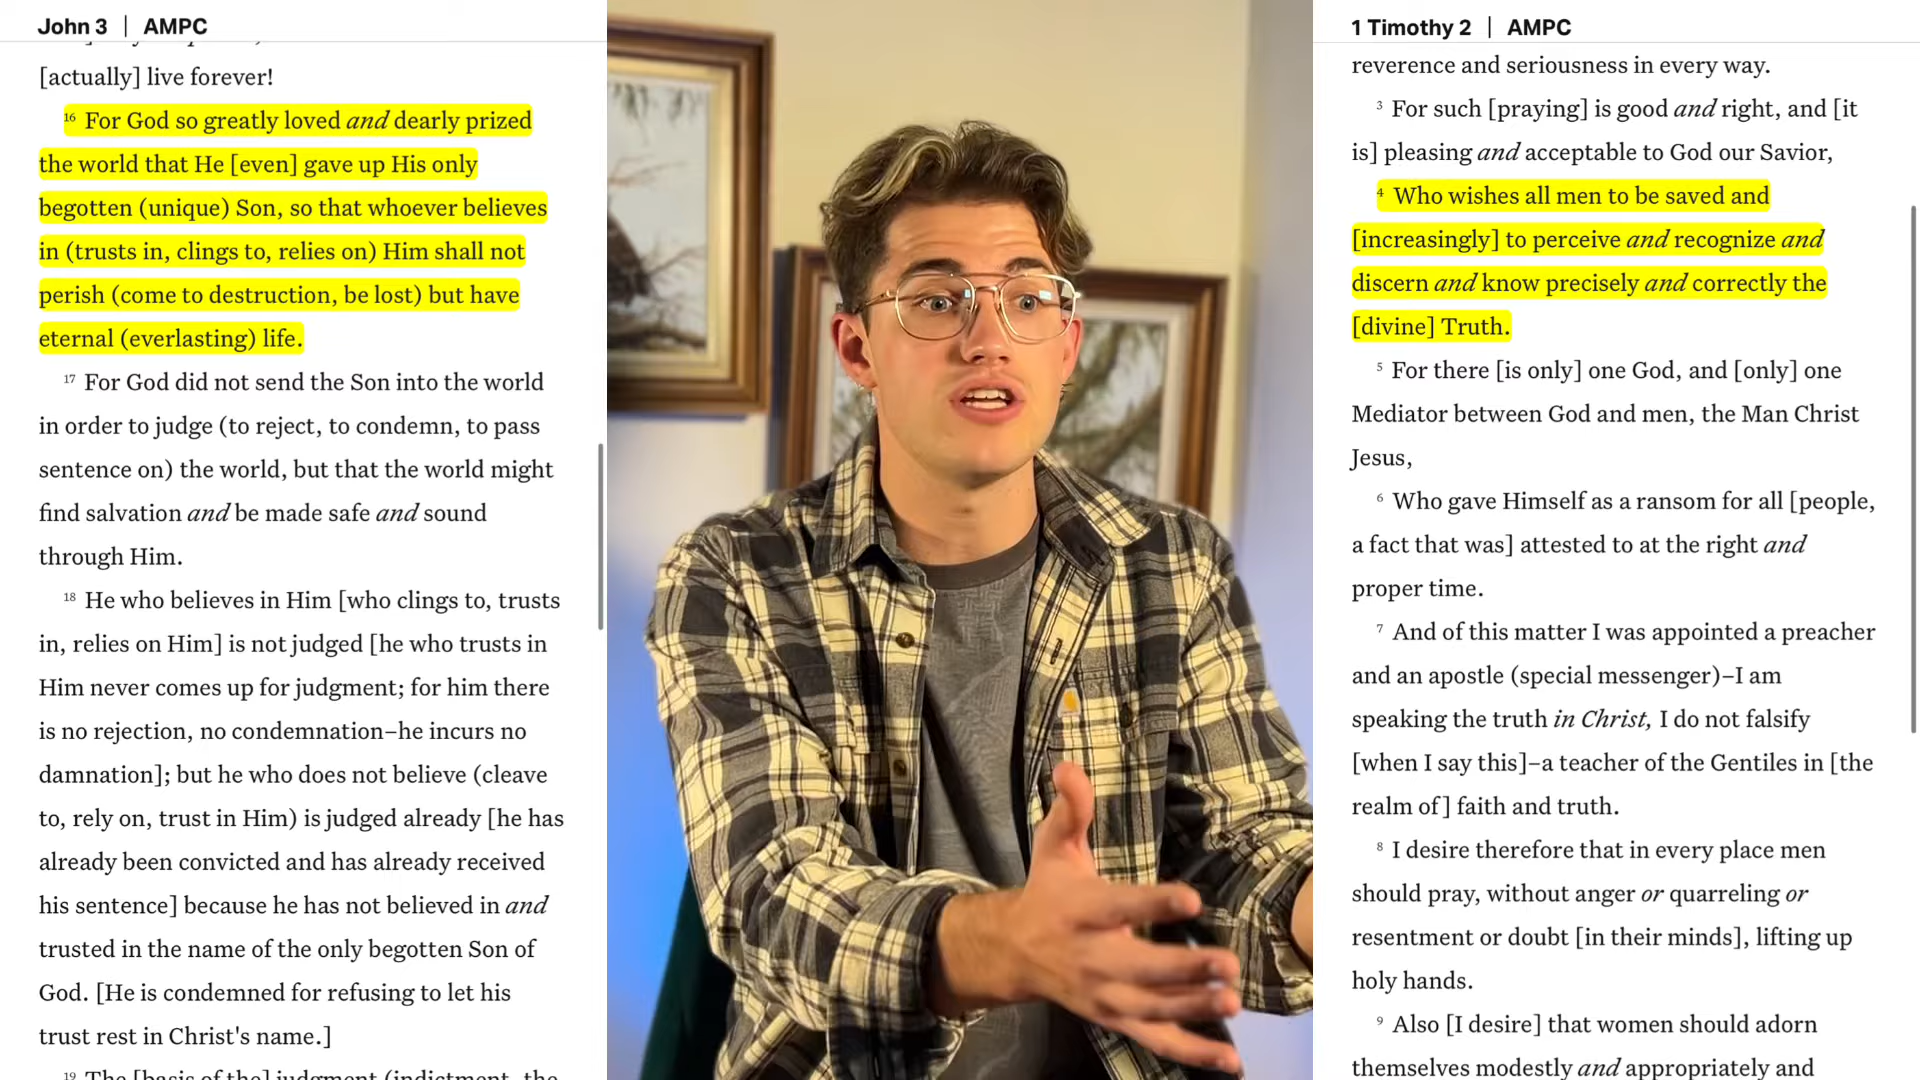 John 3 | AMPC
[actually] live forever!
16 For God so greatly loved and dearly prized
the world that He [even] gave up His only
begotten (unique) Son, so that whoever believes
in (trusts in, clings to, relies on) Him shall not
perish (come to destruction, be lost) but have
eternal (everlasting) life.
17 For God did not send the Son into the world
in order to judge (to reject, to condemn, to pass
sentence on) the world, but that the world might
find salvation and be made safe and sound
through Him.
18 He who believes in Him [who clings to, trusts
in, relies on Him] is not judged [he who trusts in
Him never comes up for judgment; for him there
is no rejection, no condemnation–he incurs no
damnation]; but he who does not believe (cleave
to, rely on, trust in Him) is judged already [he has
already been convicted and has already received
his sentence] because he has not believed in and
trusted in the name of the only begotten Son of
God. [He is condemned for refusing to let his
trust rest in Christ's name.]
19 The [basis of the] judgment (indictment, the
1 Timothy 2 | AMPC
reverence and seriousness in every way.
3 For such [praying] is good and right, and [it
is] pleasing and acceptable to God our Savior,
4 Who wishes all men to be saved and
[increasingly] to perceive and recognize and
discern and know precisely and correctly the
[divine] Truth.
5 For there [is only] one God, and [only] one
Mediator between God and men, the Man Christ
Jesus,
6 Who gave Himself as a ransom for all [people,
a fact that was] attested to at the right and
proper time.
7 And of this matter I was appointed a preacher
and an apostle (special messenger)–I am
speaking the truth in Christ, I do not falsify
[when I say this]–a teacher of the Gentiles in [the
realm of] faith and truth.
8 I desire therefore that in every place men
should pray, without anger or quarreling or
resentment or doubt [in their minds], lifting up
holy hands.
9 Also [I desire] that women should adorn
themselves modestly and appropriately and